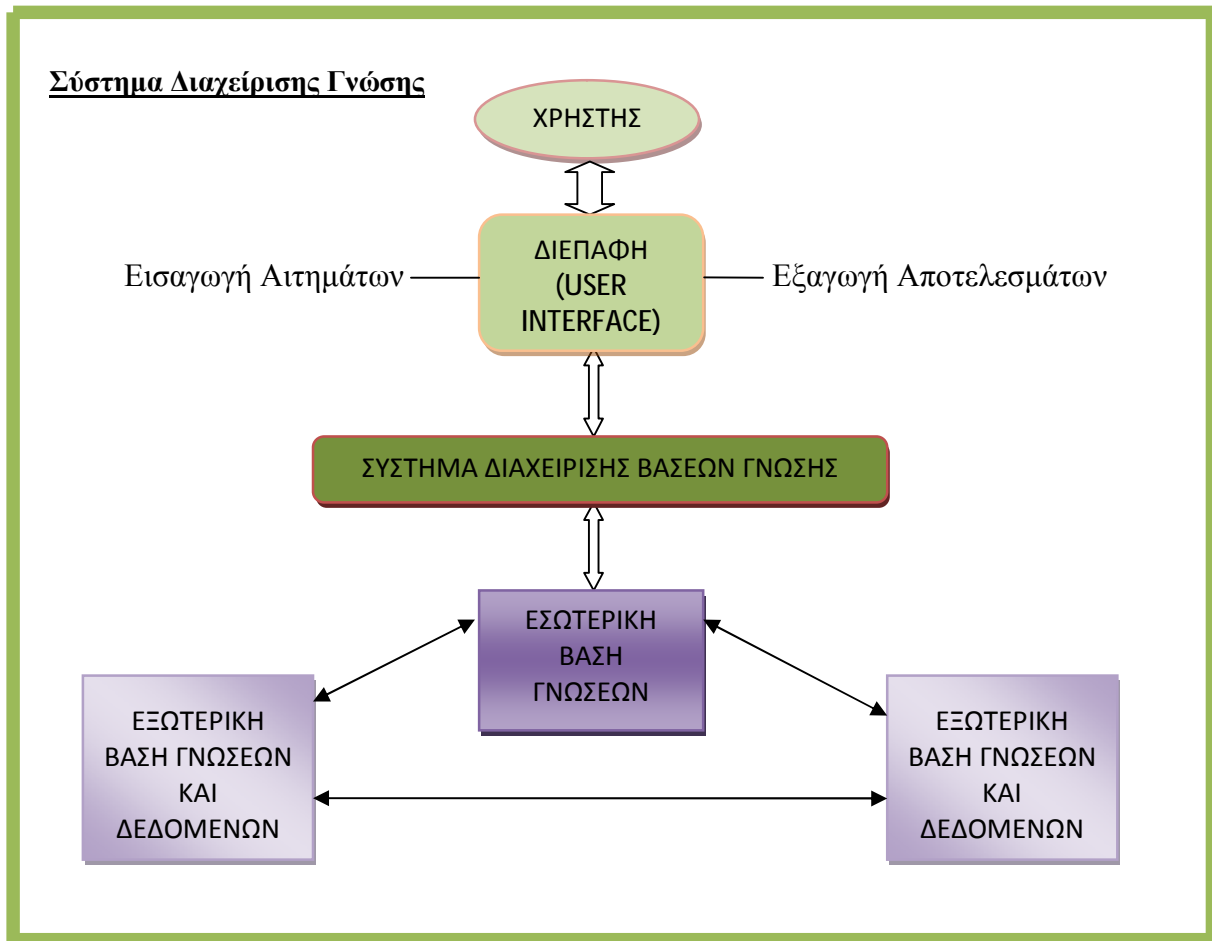 Σύστημα Διαχείρισης Γνώσης
ΧΡΗΣΤΗΣ
Εισαγωγή Αιτημάτων
ΔΙΕΠΑΦΗ
(USER
INTERFACE)
Εξαγωγή Αποτελεσμάτων
ΣΥΣΤΗΜΑ ΔΙΑΧΕΙΡΙΣΗΣ ΒΑΣΕΩΝ ΓΝΩΣΗΣ
ΕΣΩΤΕΡΙΚΗ
ΒΑΣΗ
ΓΝΩΣΕΩΝ
ΕΞΩΤΕΡΙΚΗ
ΒΑΣΗ ΓΝΩΣΕΩΝ
ΚΑΙ
ΔΕΔΟΜΕΝΩΝ
ΕΞΩΤΕΡΙΚΗ
ΒΑΣΗ ΓΝΩΣΕΩΝ
ΚΑΙ
ΔΕΔΟΜΕΝΩΝ